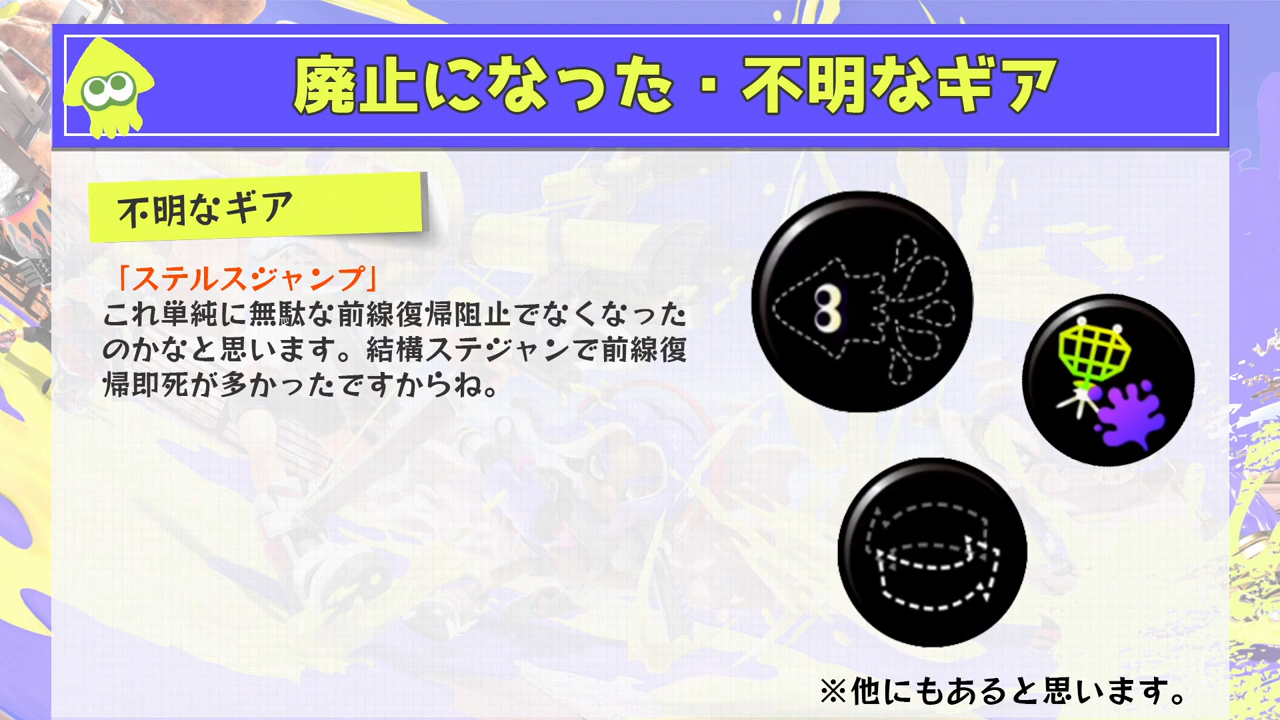 廃止になった・不明なギア
不明なギア
「ステルスジャンプ」
これ単純に無駄な前線復帰阻止でなくなった
のかなと思います。結構ステジャンで前線復
帰即死が多かったですからね。
※他にもあると思います。